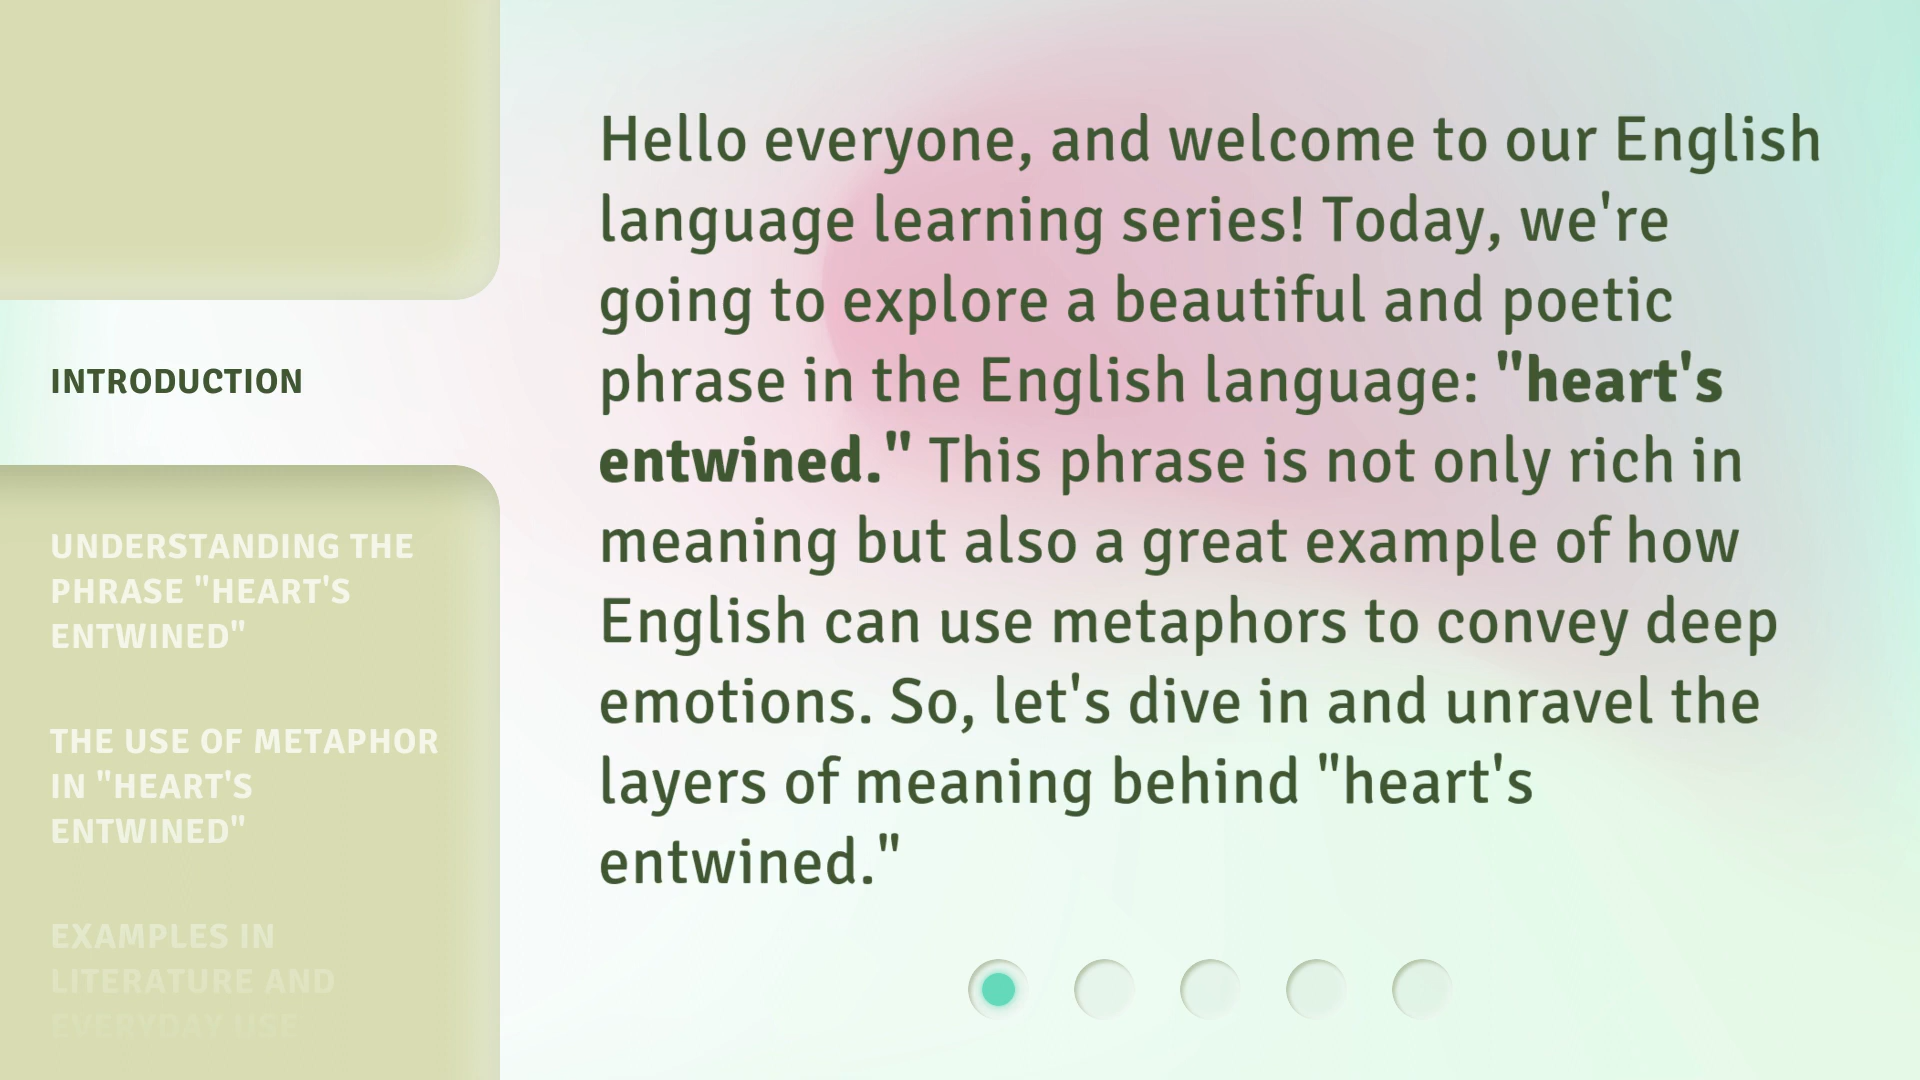 INTRODUCTION
UNDERSTANDING THE
PHRASE "HEART'S
ENTWINED"
THE USE OF METAPHOR
IN "HEART'S
ENTWINED"
EXAMPLES IN
LITERATURE AND
EVERYDAY USE
Hello everyone, and welcome to our English
language learning series! Today, we're
going to explore a beautiful and poetic
phrase in the English language: "heart's
entwined." This phrase is not only rich in
meaning but also a great example of how
English can use metaphors to convey deep
emotions. So, let's dive in and unravel the
layers of meaning behind "heart's
entwined."